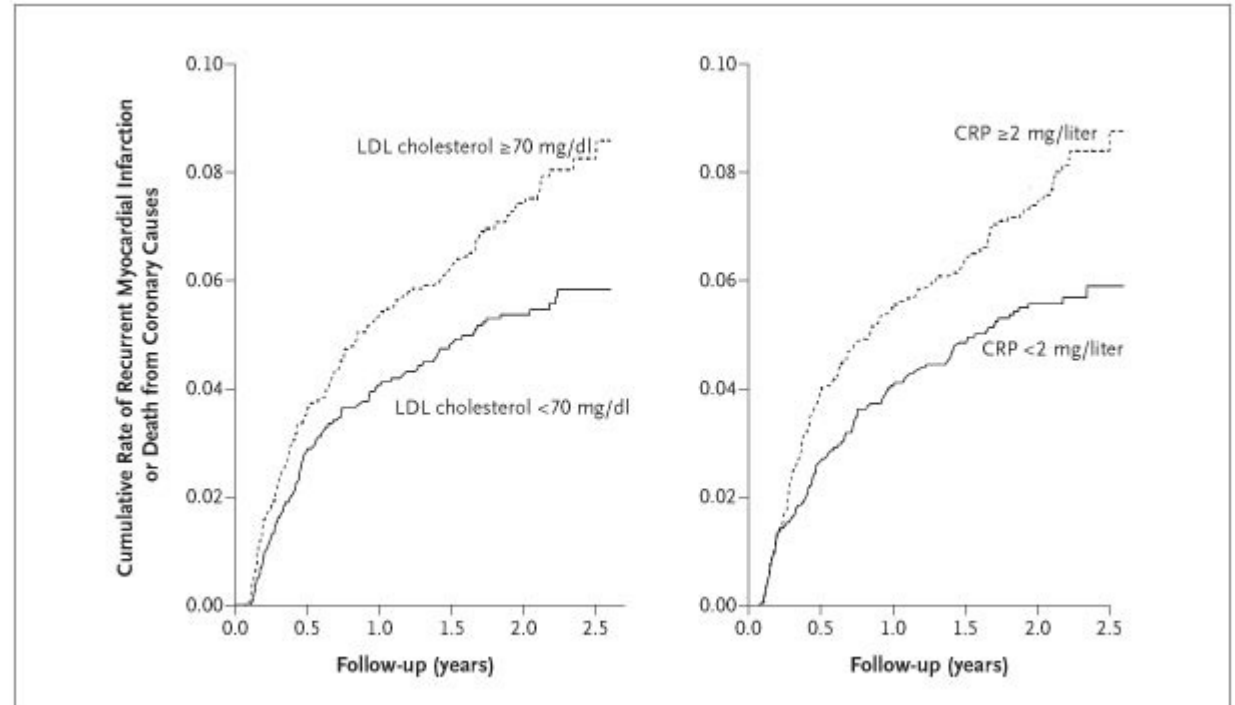 Cumulative Rate of Recurrent Myocardial Infarction
or Death from Coronary Causes
0.10
0.08
0.06
0.04
0.02
0.00
LDL cholesterol ≥70 mg/dl
LDL cholesterol <70 mg/dl
0.0 0.5 1.0 1.5 2.0 2.5
Follow-up (years)
0.10
0.08
0.06
0.04
0.02
0.00
CRP ≥2 mg/liter
CRP <2 mg/liter
0.0 0.5 1.0 1.5 2.0 2.5
Follow-up (years)